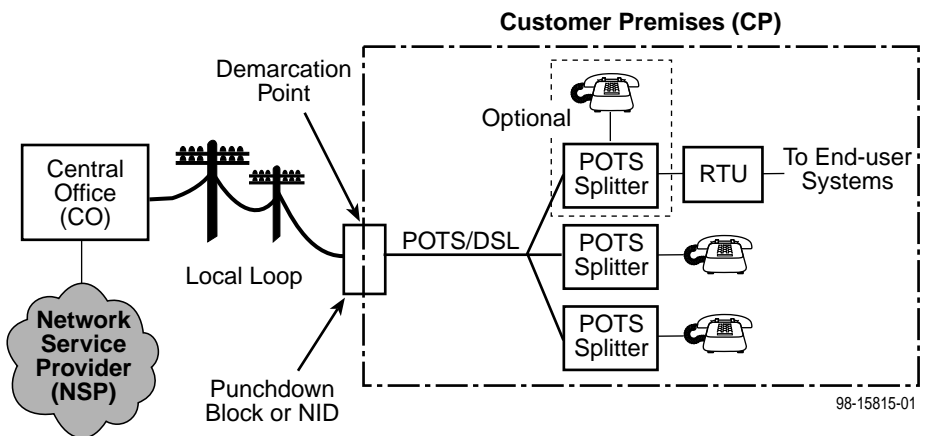 Customer Premises (CP)
Demarcation
Point
Optional
Central
Office
(CO)
POTS
Splitter
RTU
To End-user
Systems
POTS/DSL
Local Loop
POTS
Splitter
Network
Service
Provider
(NSP)
POTS
Splitter
Punchdown
Block or NID
98-15815-01